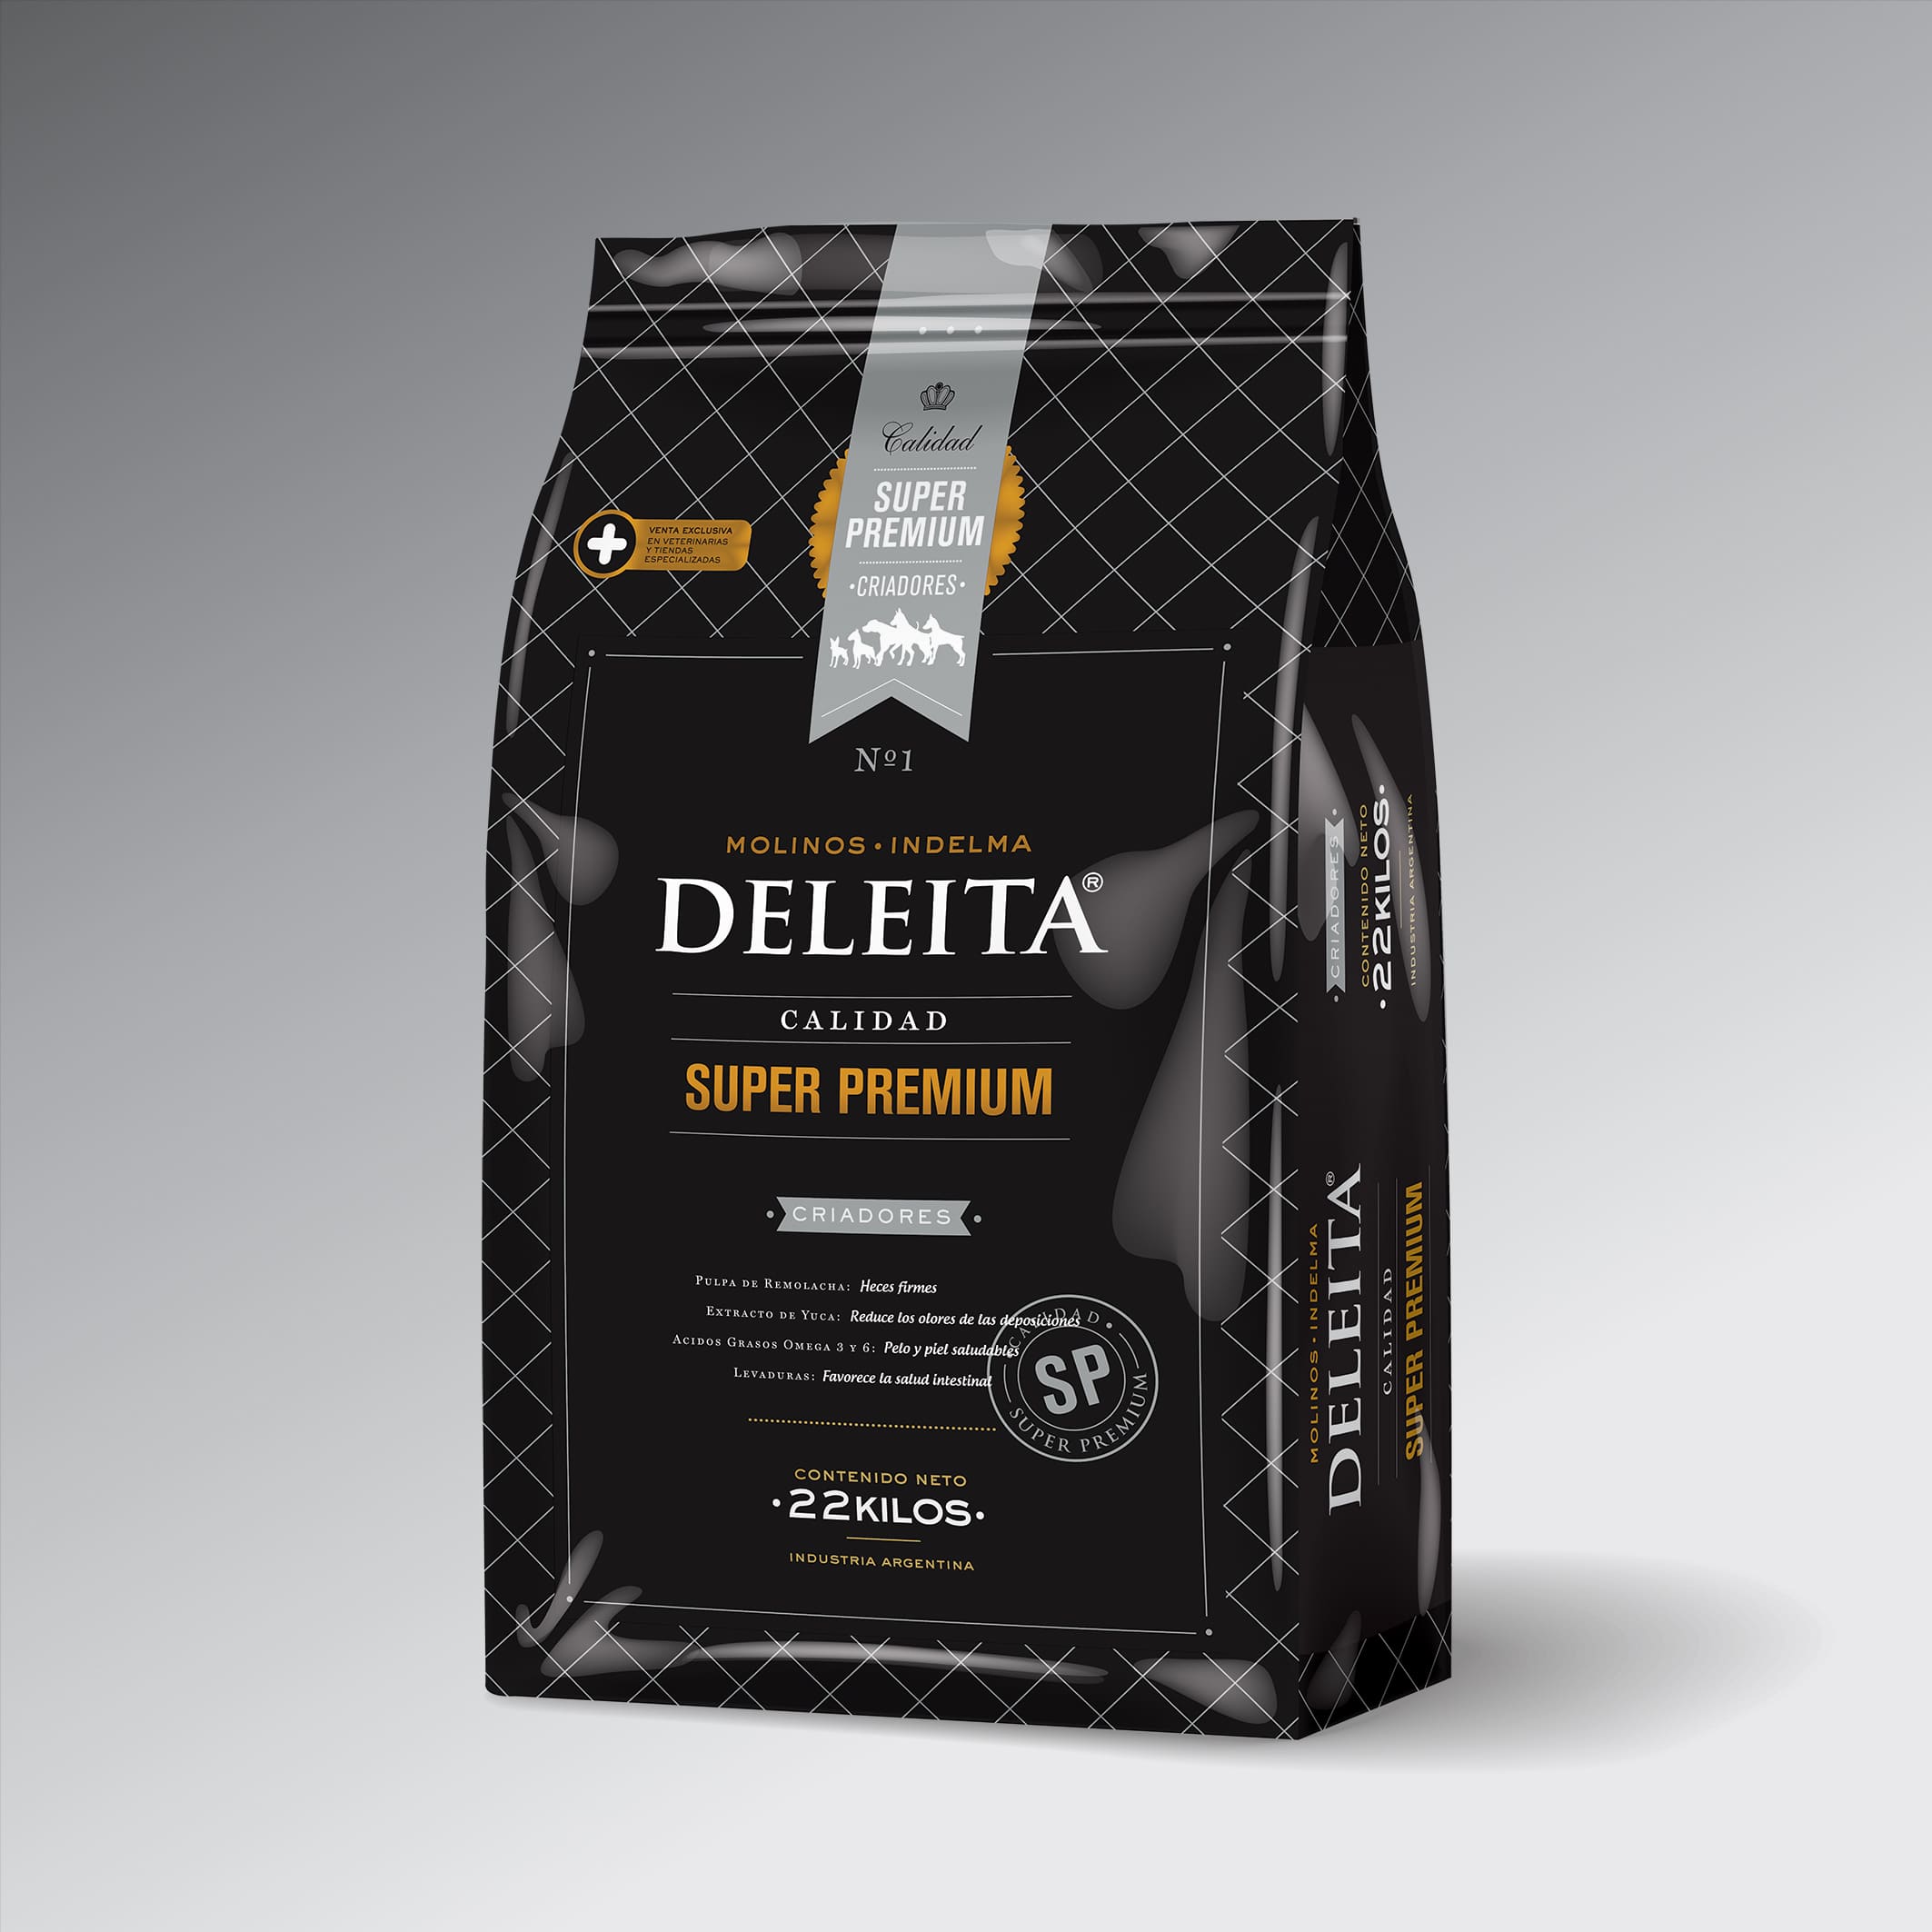 Calidad
SUPER
PREMIUM
•CRIADORES•
VENTA EXCLUSIVA
EN VETERINARIAS
Y TIENDAS
ESPECIALIZADAS
Nº1
MOLINOS•INDELMA
DELEITA®
CALIDAD
SUPER PREMIUM
•CRIADORES•
PULPA DE REMOLACHA: Heces firmes
EXTRACTO DE YUCA: Reduce los olores de las deposiciones
ACIDOS GRASOS OMEGA 3 Y 6: Pelo y piel saludables
LEVADURAS: Favorece la salud intestinal
CALIDAD
SP
SUPER PREMIUM
CONTENIDO NETO
•22KILOS•
INDUSTRIA ARGENTINA
•CRIADORES•
CONTENIDO NETO
•22KILOS•
INDUSTRIA ARGENTINA
MOLINOS•INDELMA
DELEITA®
CALIDAD
SUPER PREMIUM